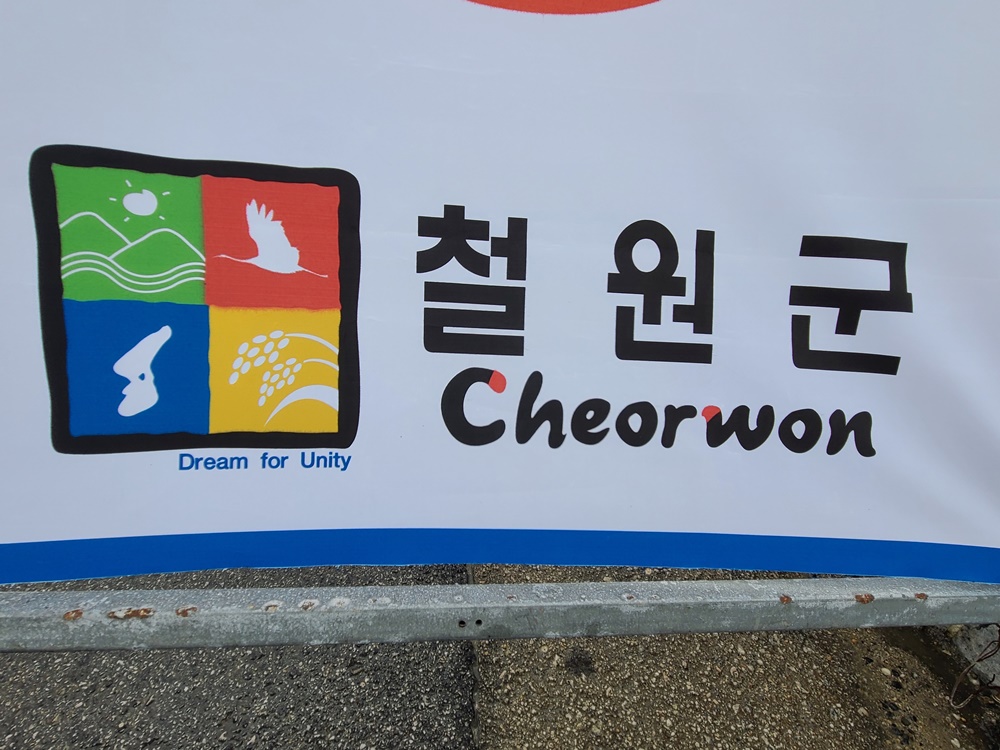 철원군
Cheorwon
Dream for Unity